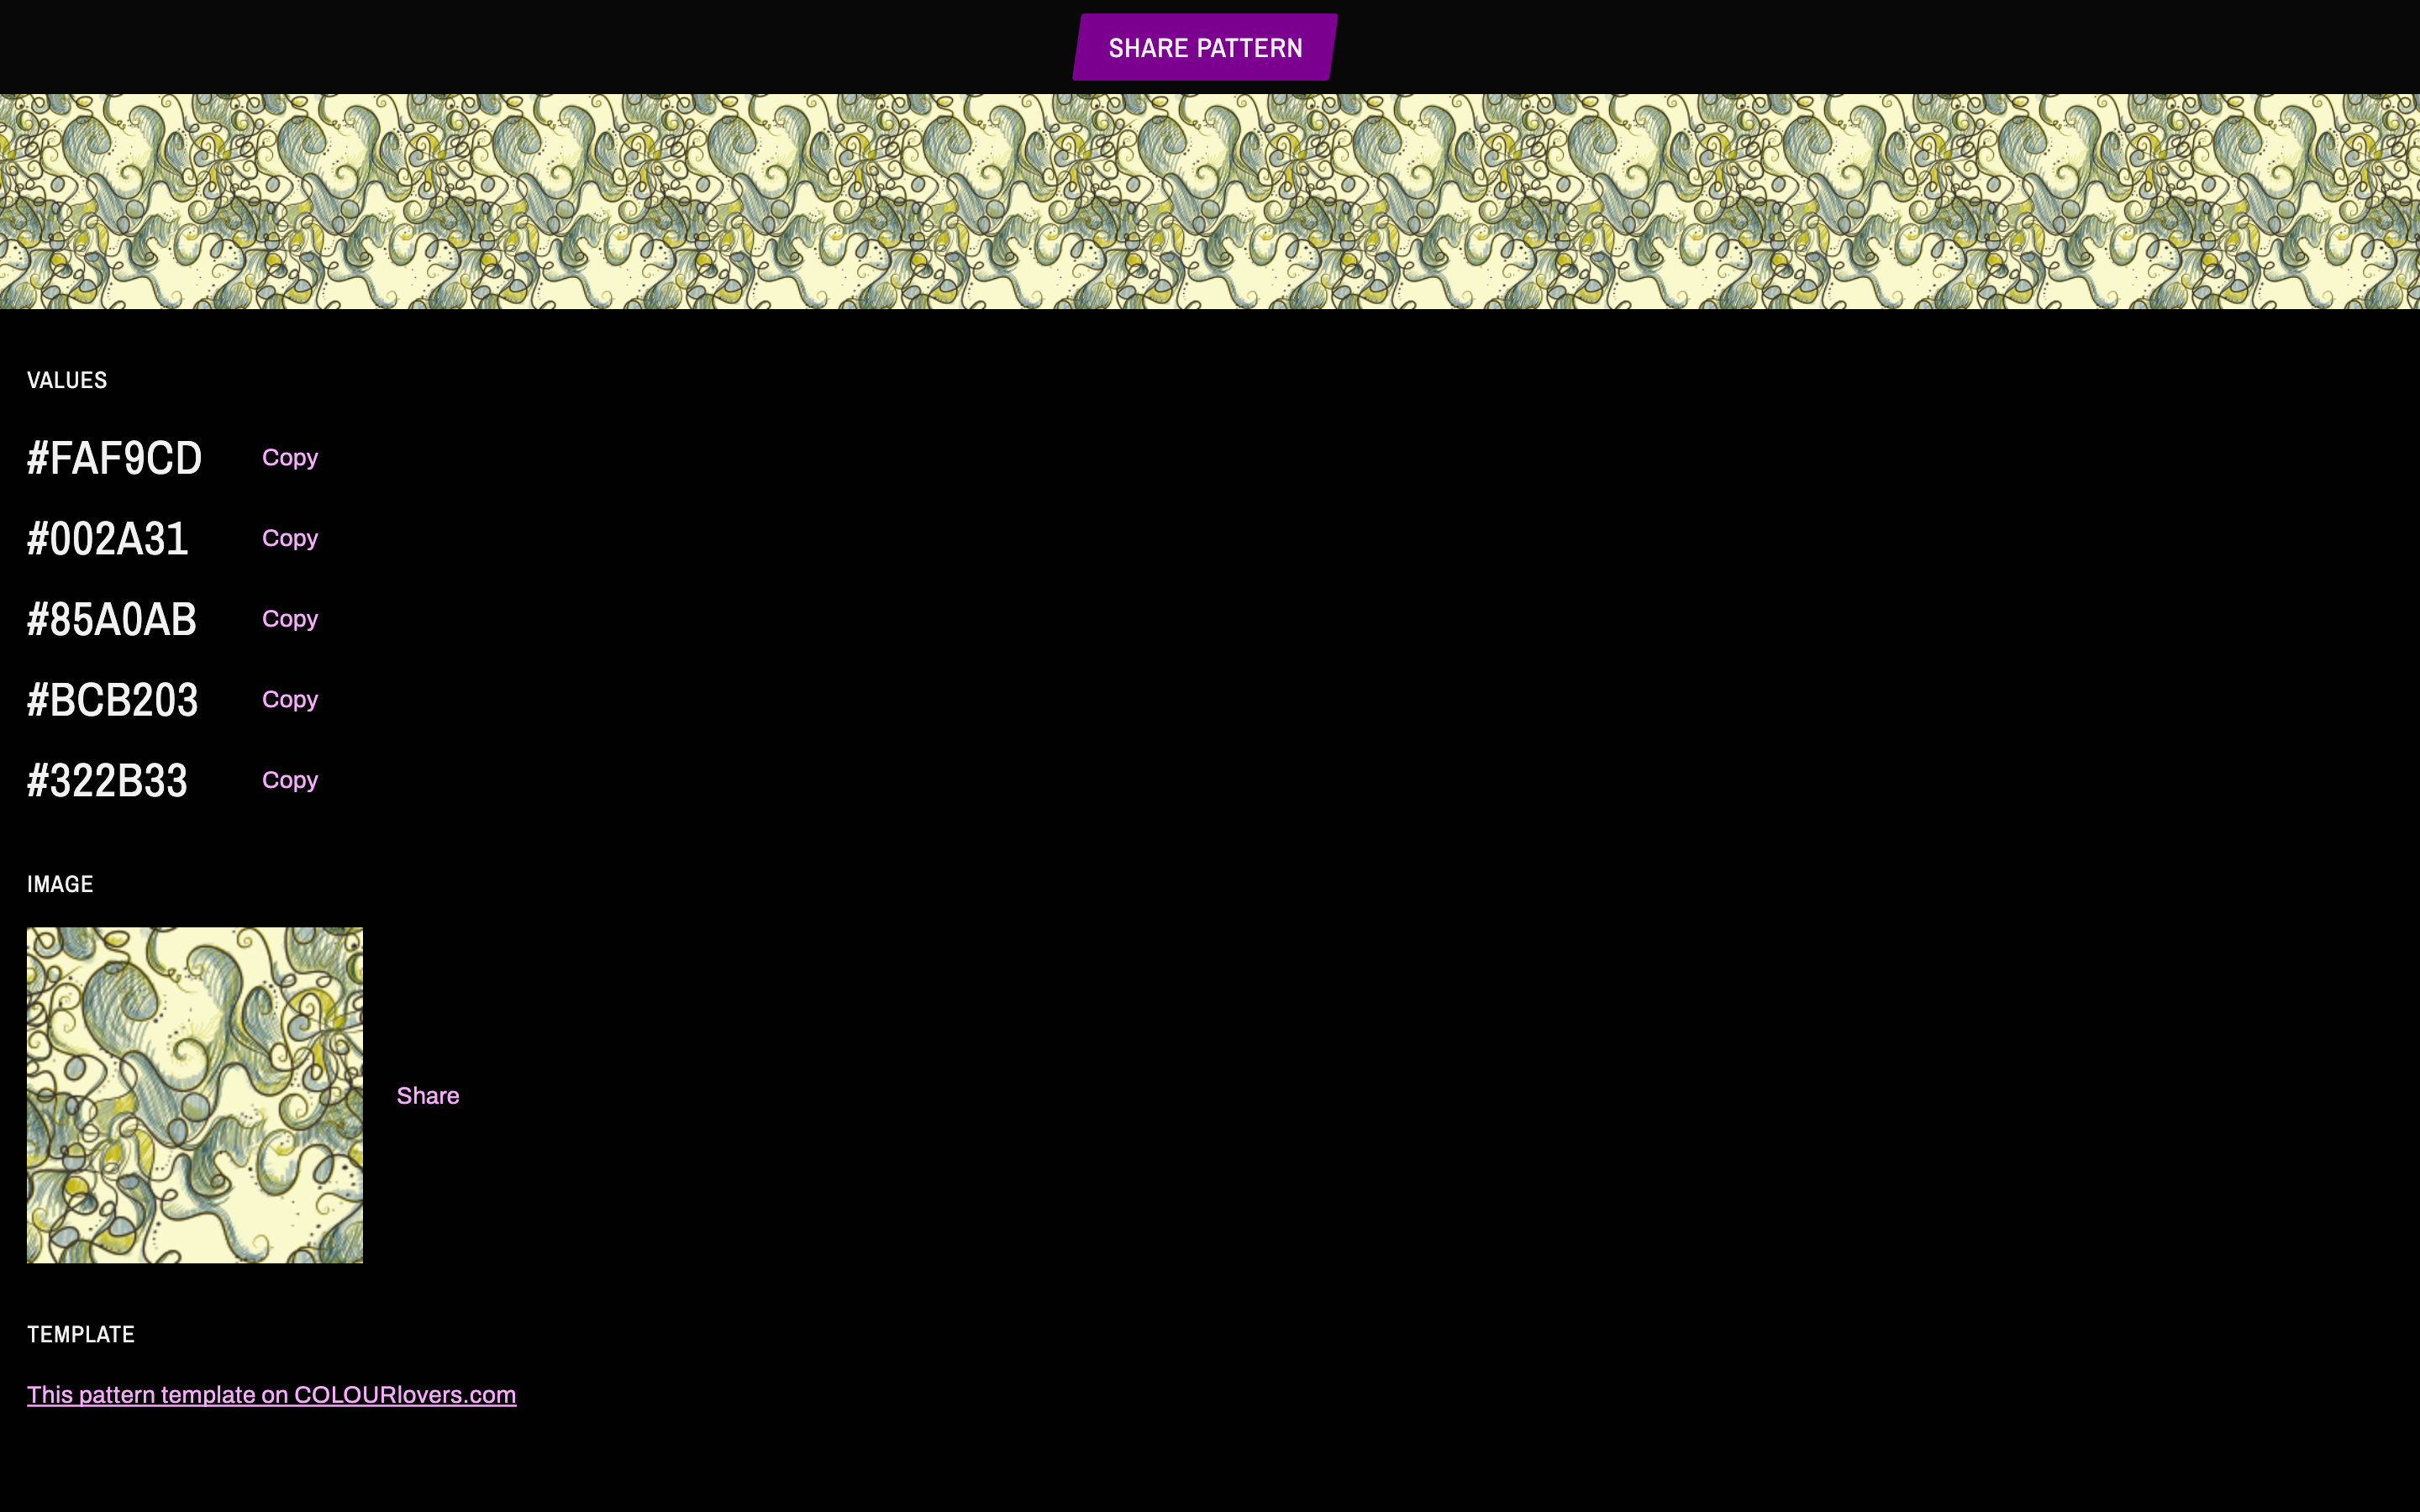 SHARE PATTERN
VALUES
#FAF9CD Copy
#002A31 Copy
#85A0AB Copy
#BCB203 Copy
#322B33 Copy
IMAGE
Share
TEMPLATE
This pattern template on COLOURlovers.com